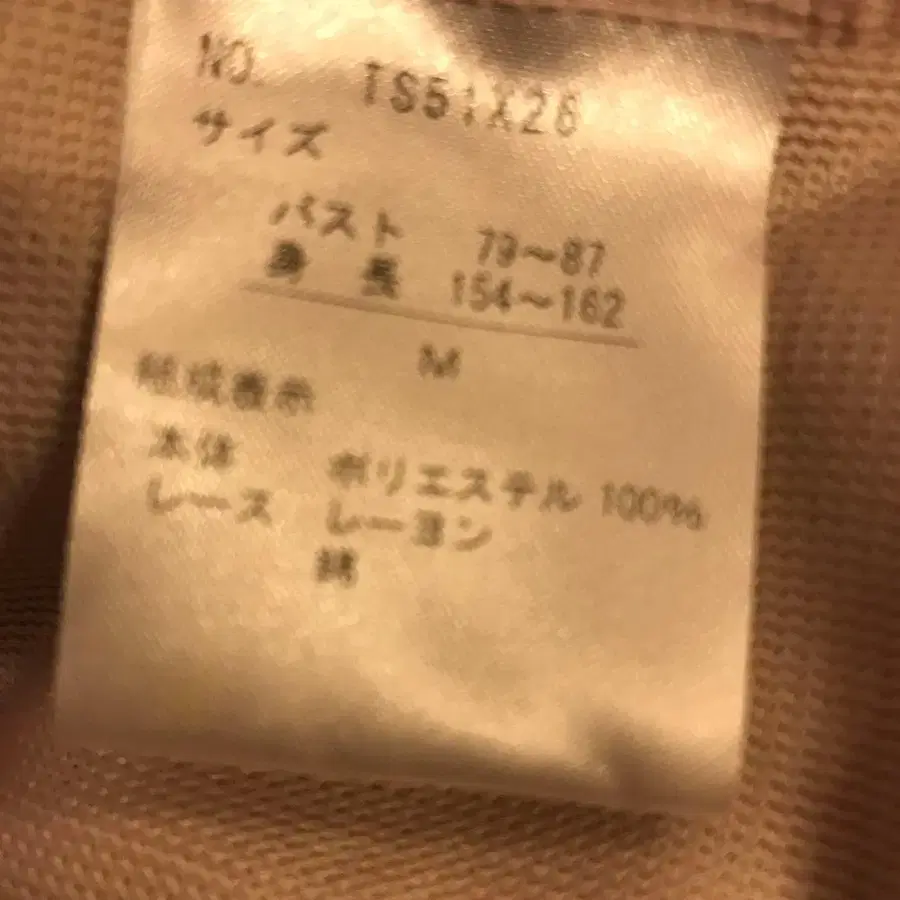 NO. TS51X28
サイズ
バスト 79~87
身長 154~162
M
組成表示
本体 ポリエステル 100%
レース レーヨン
綿